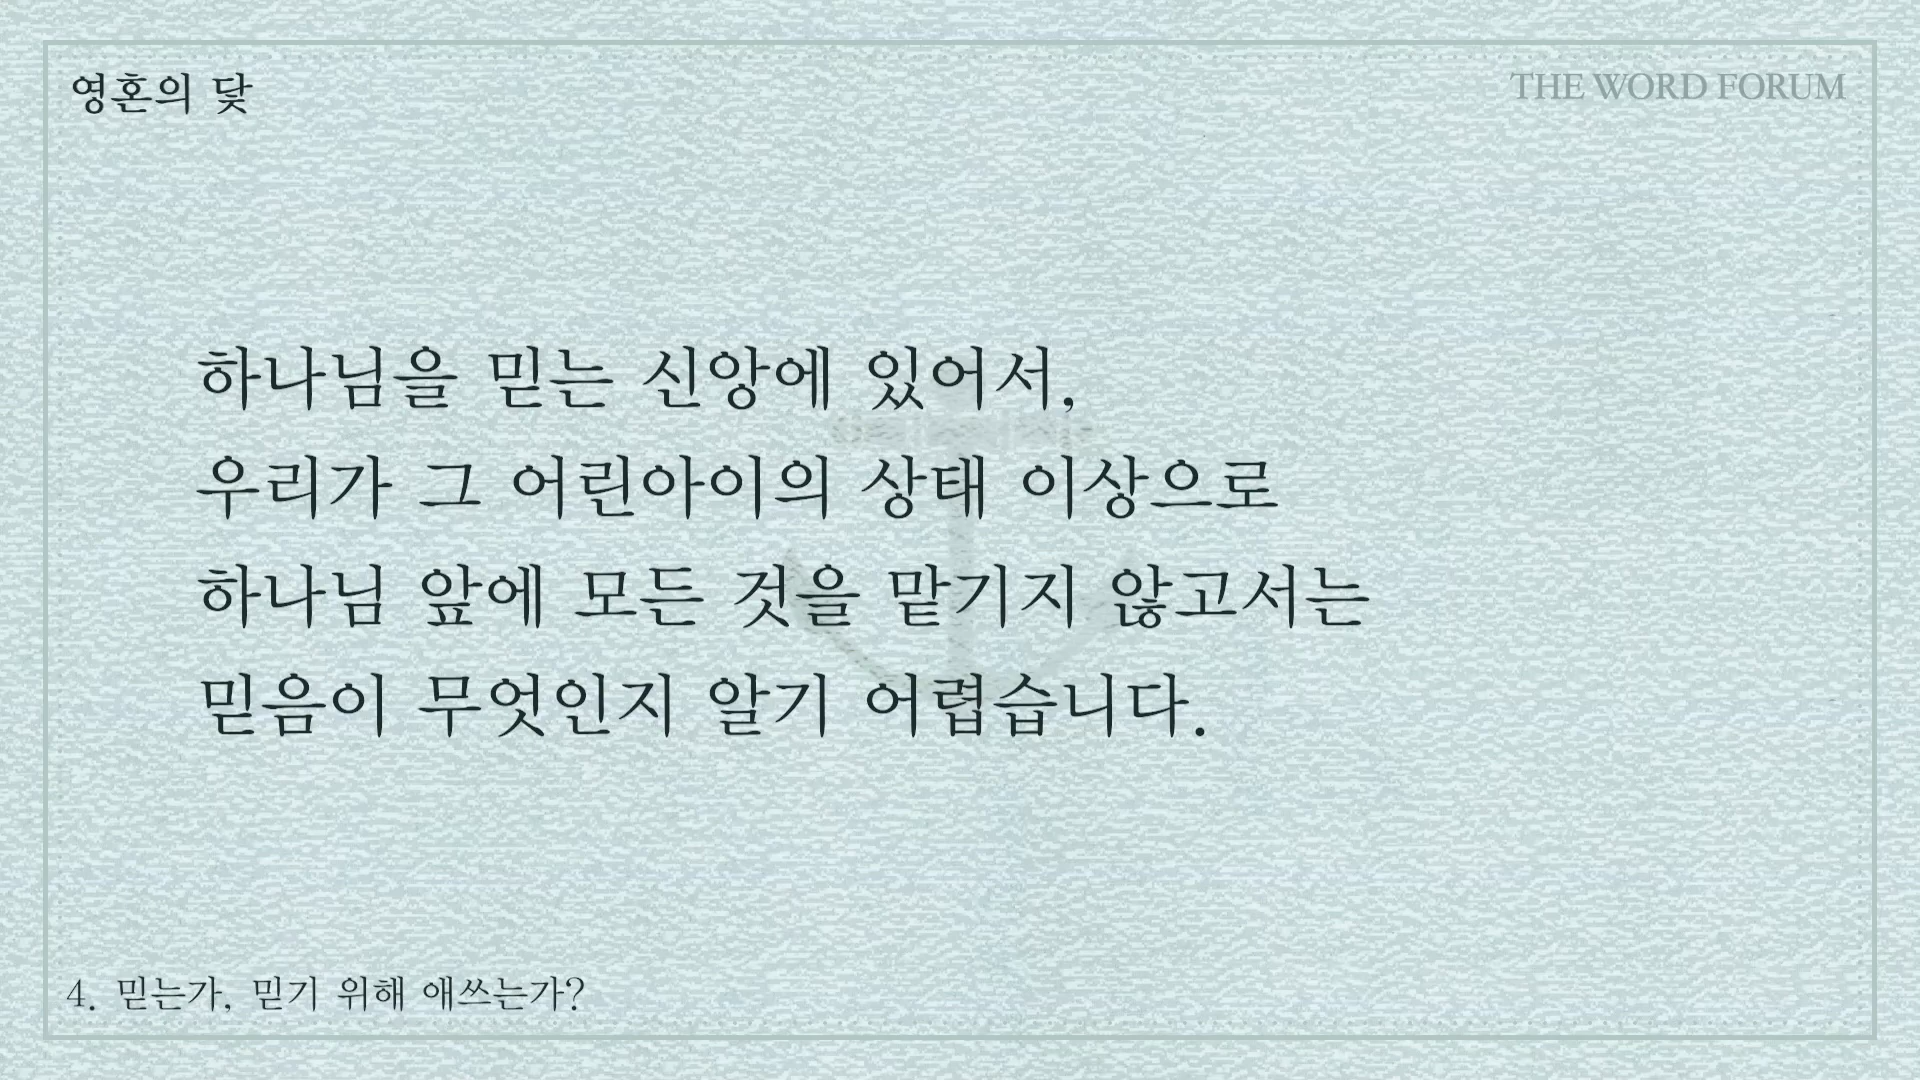 영혼의 닻
THE WORD FORUM
하나님을 믿는 신앙에 있어서,
우리가 그 어린아이의 상태 이상으로
하나님 앞에 모든 것을 맡기지 않고서는
믿음이 무엇인지 알기 어렵습니다.
4. 믿는가, 믿기 위해 애쓰는가?